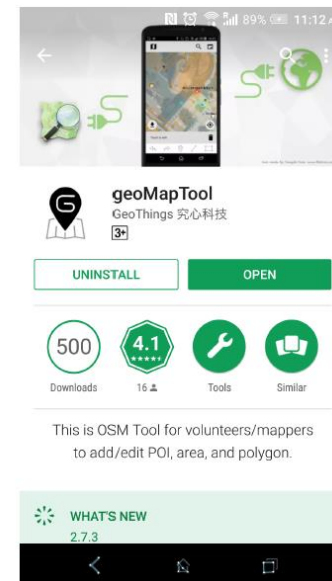 89% 11:12
geoMapTool
GeoThings 究心科技
3+
UNINSTALL
OPEN
500
4.1
Downloads
16
Tools
Similar
This is OSM Tool for volunteers/mappers
to add/edit POI, area, and polygon.
WHAT'S NEW
2.7.3